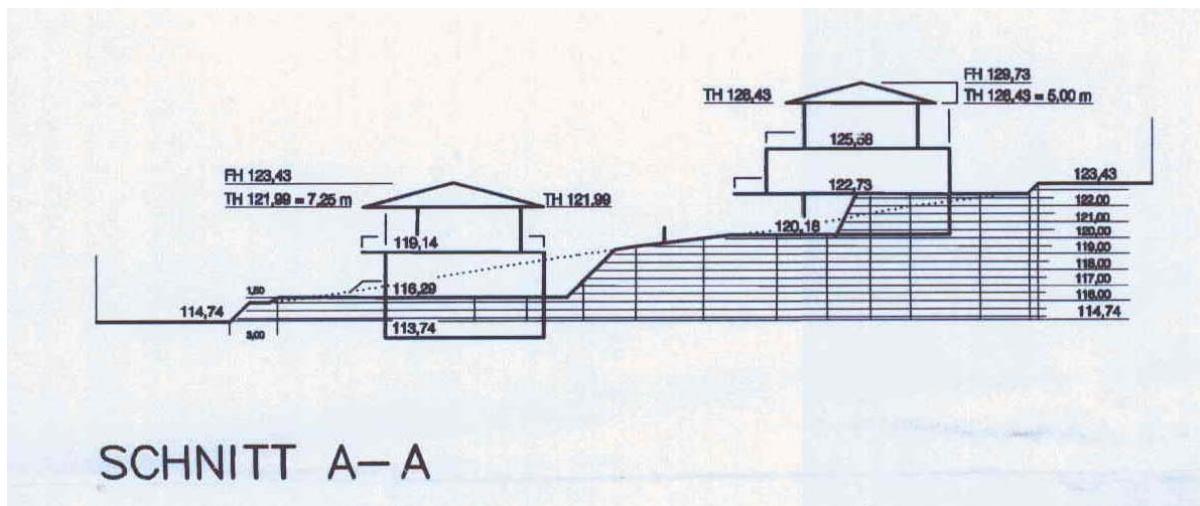 FH 129,73
TH 128,43
TH 128,43 = 5,00 m
125,58
FH 123,43
123,43
TH 121,99 = 7,25 m
TH 121,99
122,73
122,00
121,00
120,18
120,00
119,14
119,00
118,00
117,00
1,50
116,29
116,00
114,74
114,74
113,74
3,00
SCHNITT A-A